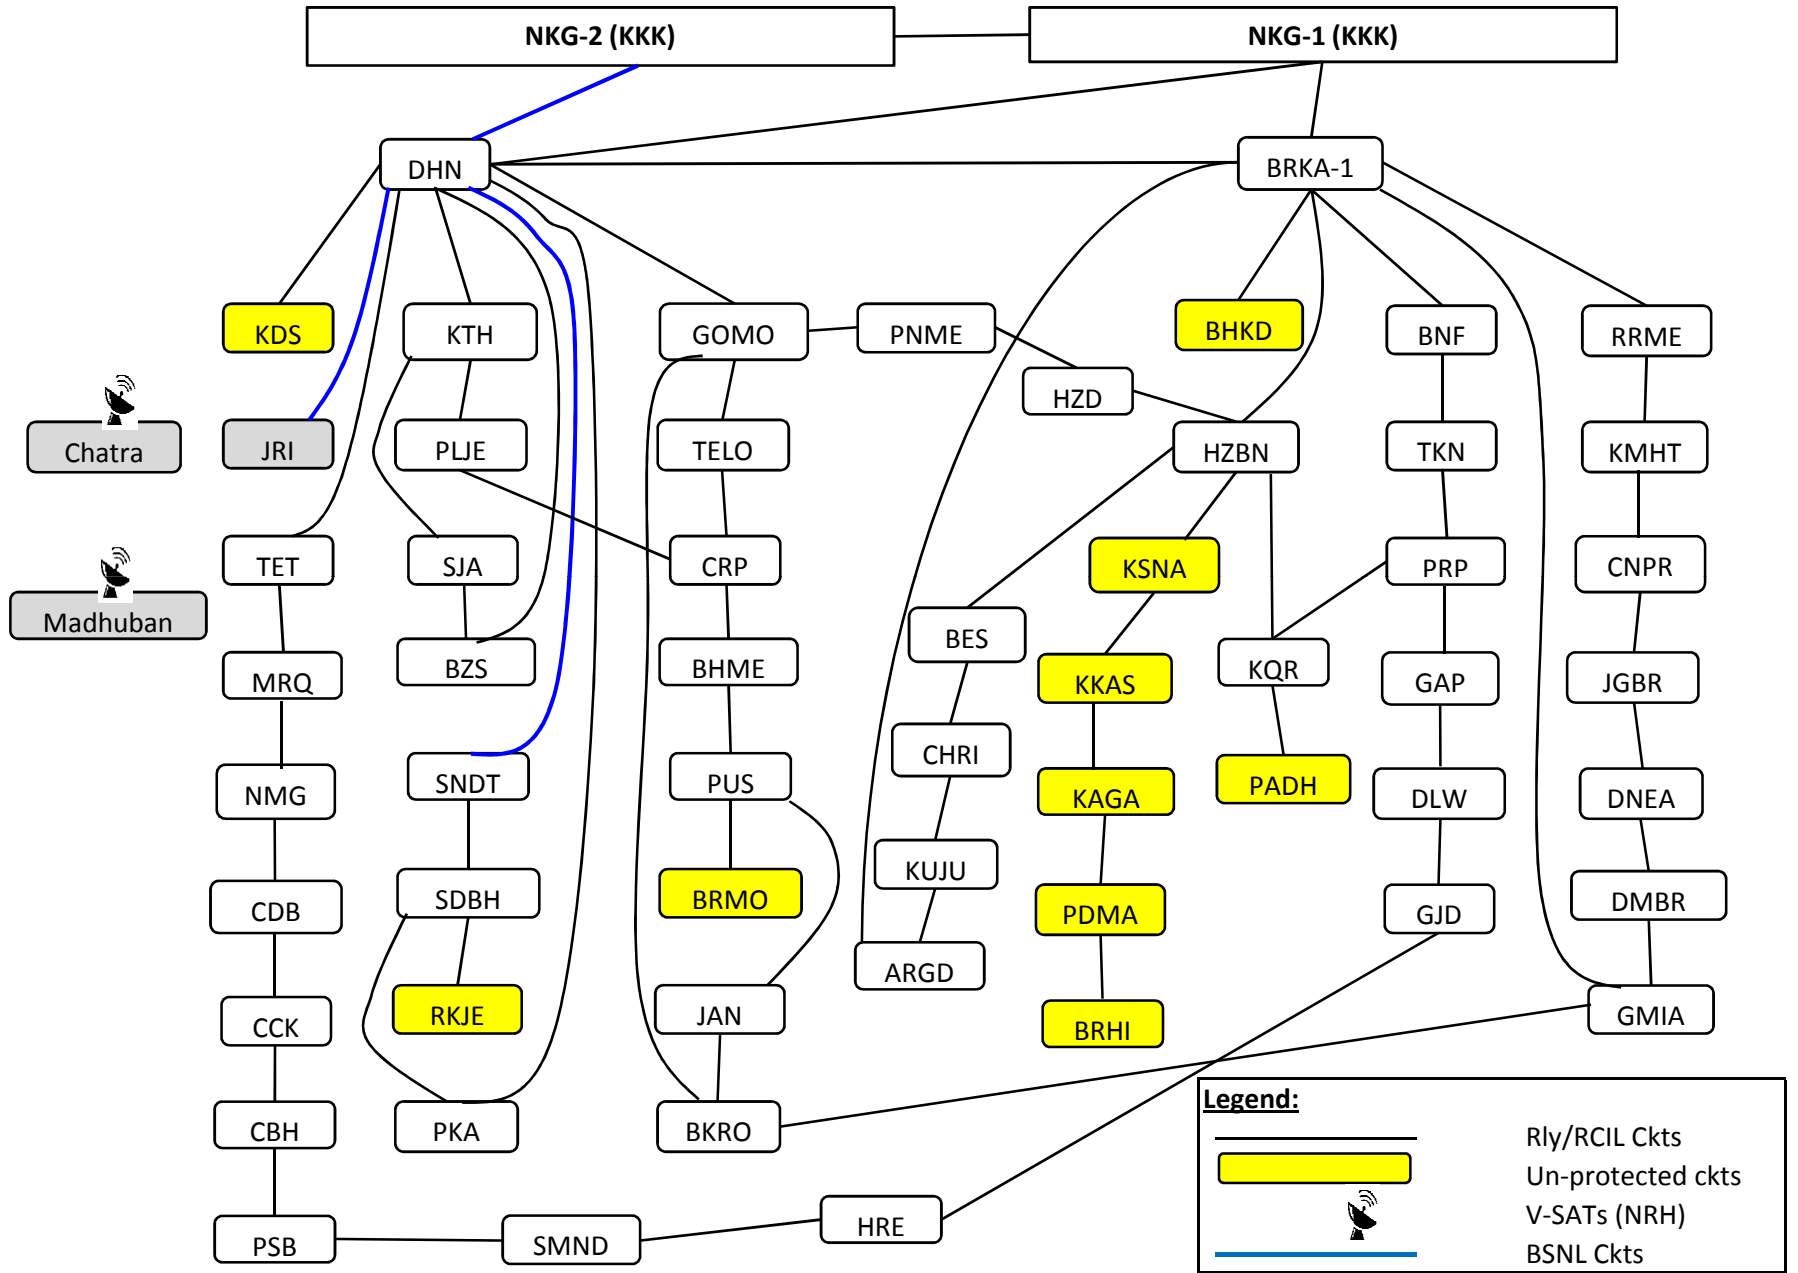 NKG-2 (KKK)
NKG-1 (KKK)
DHN
BRKA-1
KDS
KTH
GOMO
PNME
BHKD
BNF
RRME
HZD
Chatra
JRI
PLJE
TELO
HZBN
TKN
KMHT
TET
SJA
CRP
KSNA
PRP
CNPR
Madhuban
MRQ
BZS
BHME
BES
KKAS
KQR
GAP
JGBR
NMG
SNDT
PUS
CHRI
KAGA
PADH
DLW
DNEA
CDB
SDBH
BRMO
KUJU
PDMA
GJD
DMBR
CCK
RKJE
JAN
ARGD
BRHI
GMIA
CBH
PKA
BKRO
PSB
SMND
HRE
Legend:
Rly/RCIL Ckts
Un-protected ckts
V-SATs (NRH)
BSNL Ckts